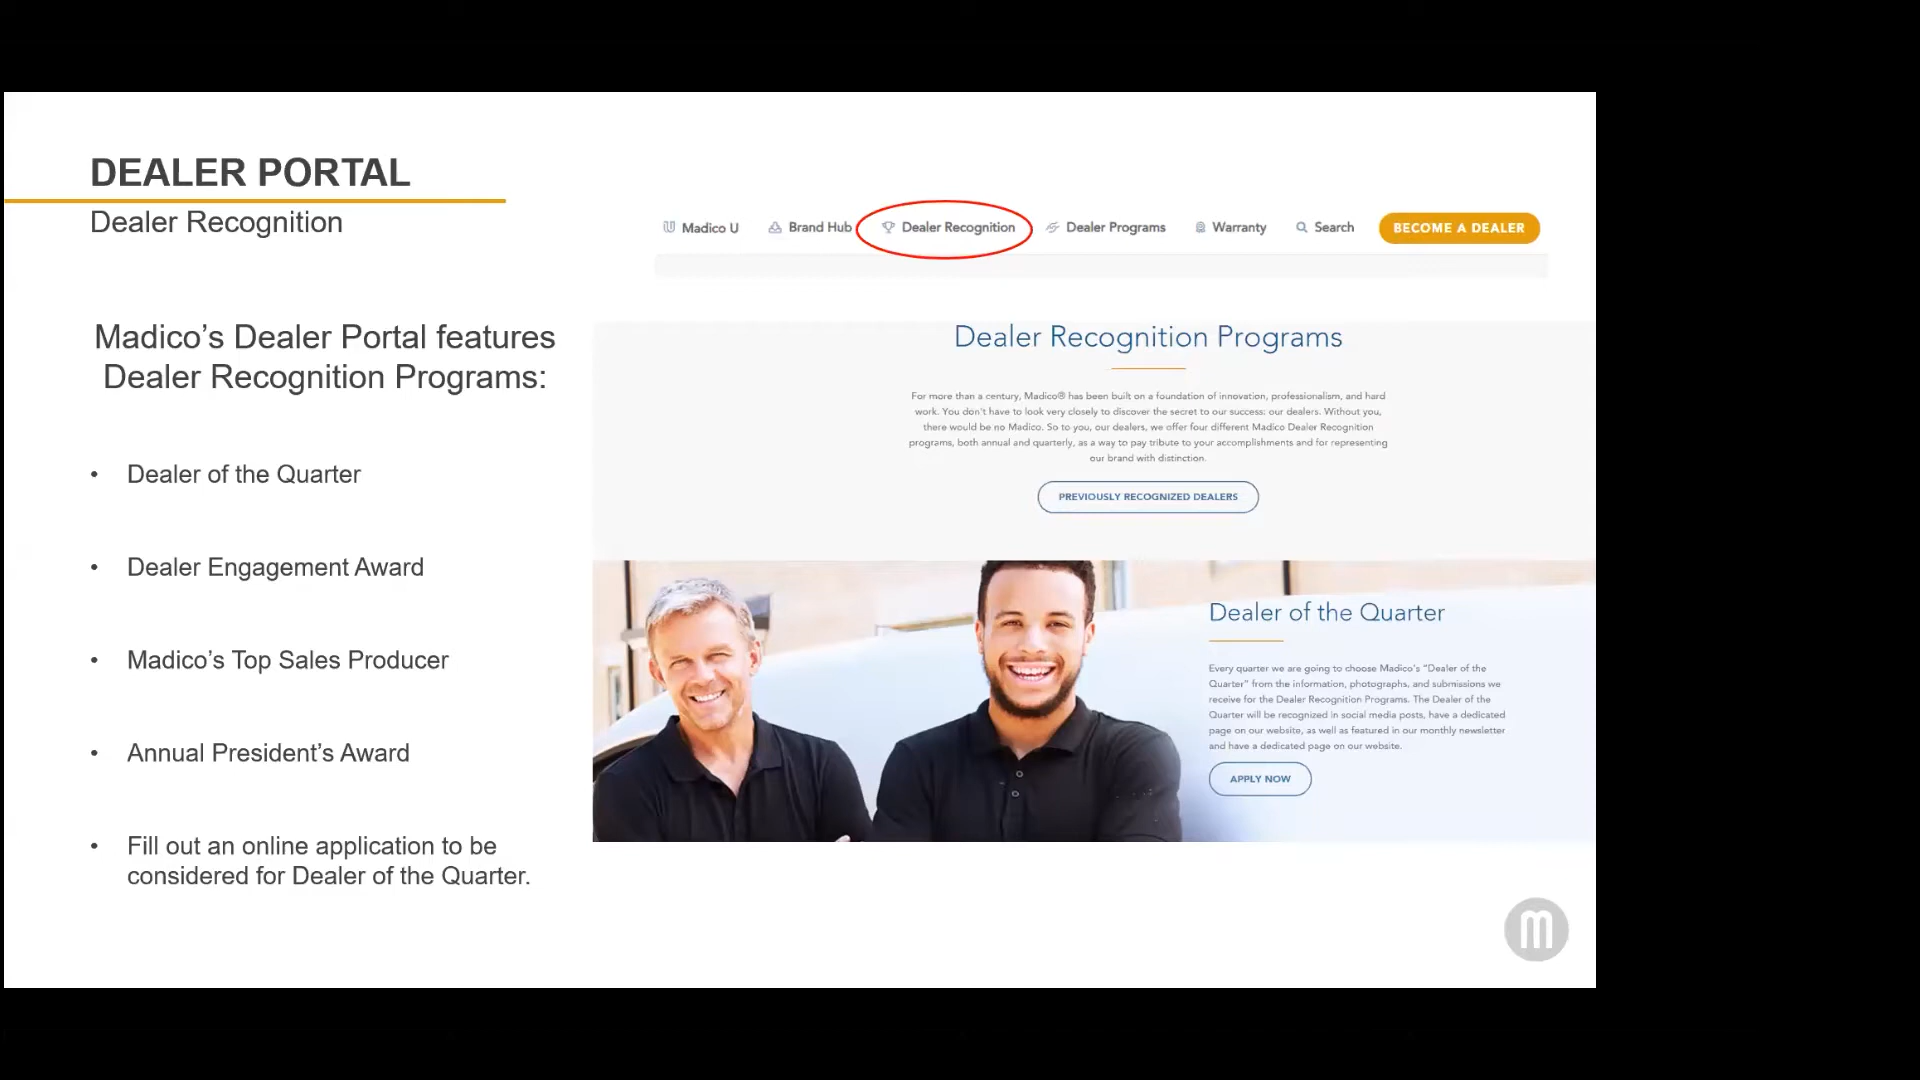 DEALER PORTAL
Dealer Recognition
Madico U
Brand Hub
Dealer Recognition
Dealer Programs
Warranty
Search
BECOME A DEALER
Madico’s Dealer Portal features
Dealer Recognition Programs:
• Dealer of the Quarter
• Dealer Engagement Award
• Madico’s Top Sales Producer
• Annual President’s Award
• Fill out an online application to be
considered for Dealer of the Quarter.
Dealer Recognition Programs
For more than a century, Madico® has been built on a foundation of innovation, professionalism, and hard
work. You don't have to look very closely to discover the secret to our success: our dealers. Without you,
there would be no Madico. So to you, our dealers, we offer four different Madico Dealer Recognition
programs, both annual and quarterly, as a way to pay tribute to your accomplishments and for representing
our brand with distinction.
PREVIOUSLY RECOGNIZED DEALERS
Dealer of the Quarter
Every quarter we are going to choose Madico's "Dealer of the
Quarter" from the information, photographs, and submissions we
receive for the Dealer Recognition Programs. The Dealer of the
Quarter will be recognized in social media posts, have a dedicated
page on our website, as well as featured in our monthly newsletter
and have a dedicated page on our website.
APPLY NOW
m